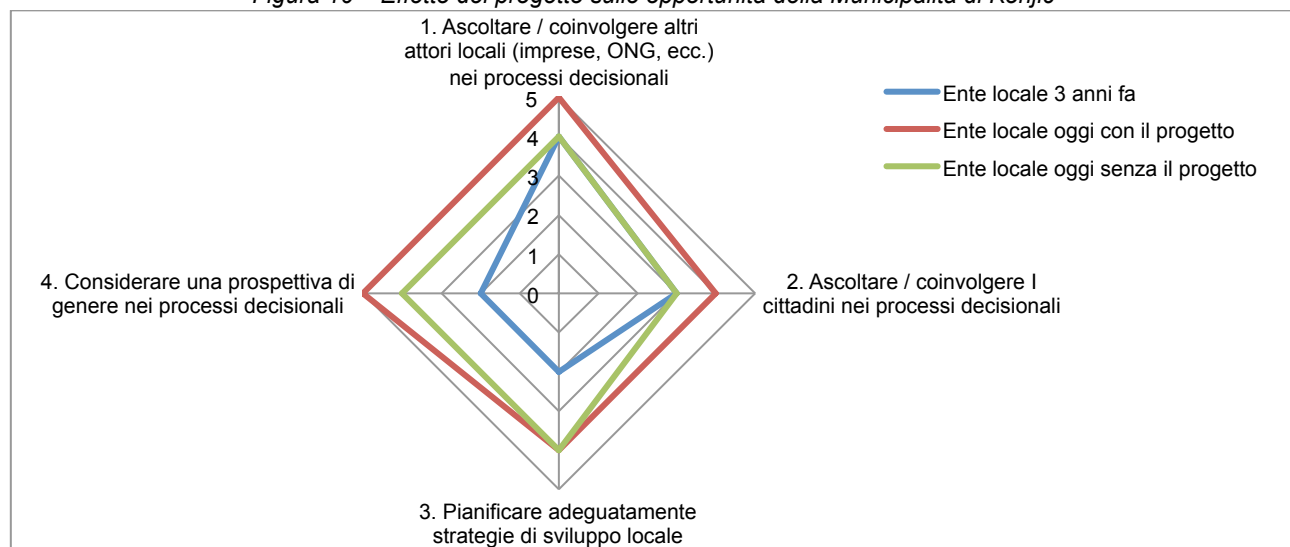 1. Ascoltare / coinvolgere altri
attori locali (imprese, ONG, ecc.)
nei processi decisionali
Ente locale 3 anni fa
Ente locale oggi con il progetto
Ente locale oggi senza il progetto
5
4
3
2
1
0
4. Considerare una prospettiva di
genere nei processi decisionali
2. Ascoltare / coinvolgere I
cittadini nei processi decisionali
3. Pianificare adeguatamente
strategie di sviluppo locale